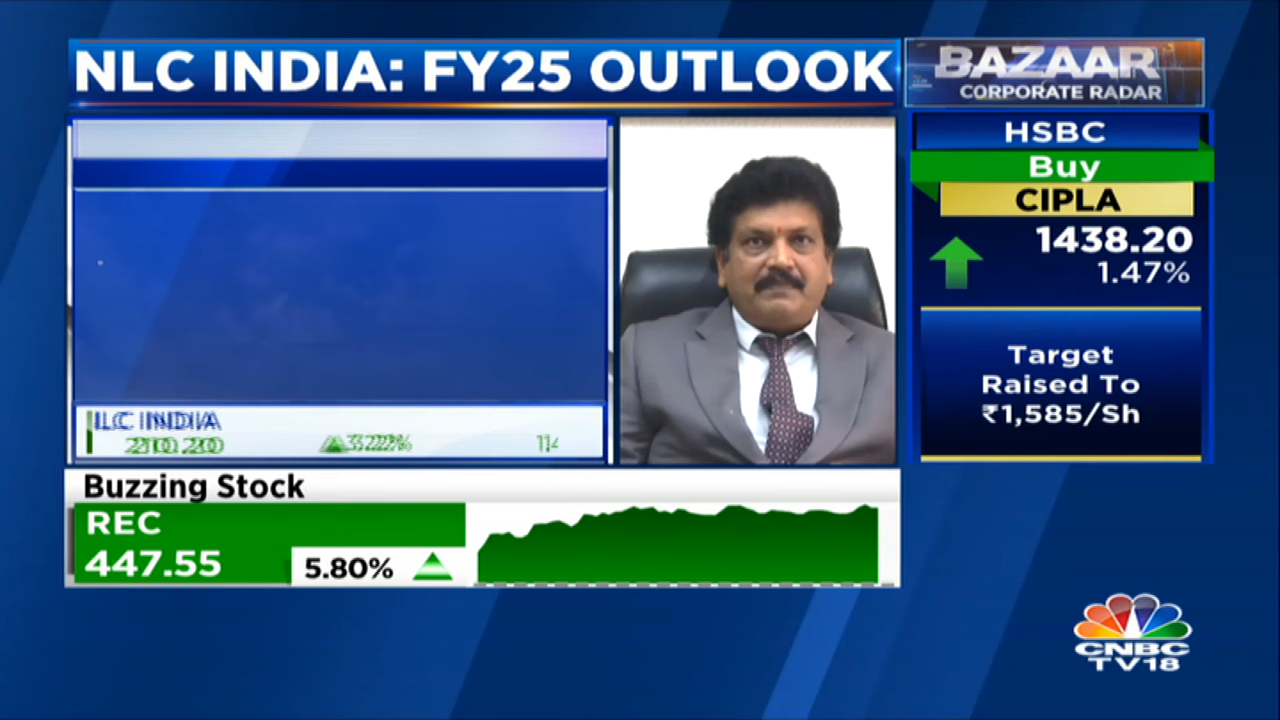 NLC INDIA: FY25 OUTLOOK
BAZAAR
CORPORATE RADAR
HSBC
Buy
CIPLA
1438.20
1.47%
Target
Raised To
₹1,585/Sh
INDIA
Buzzing Stock
REC
447.55
5.80%
CNBC
TV18